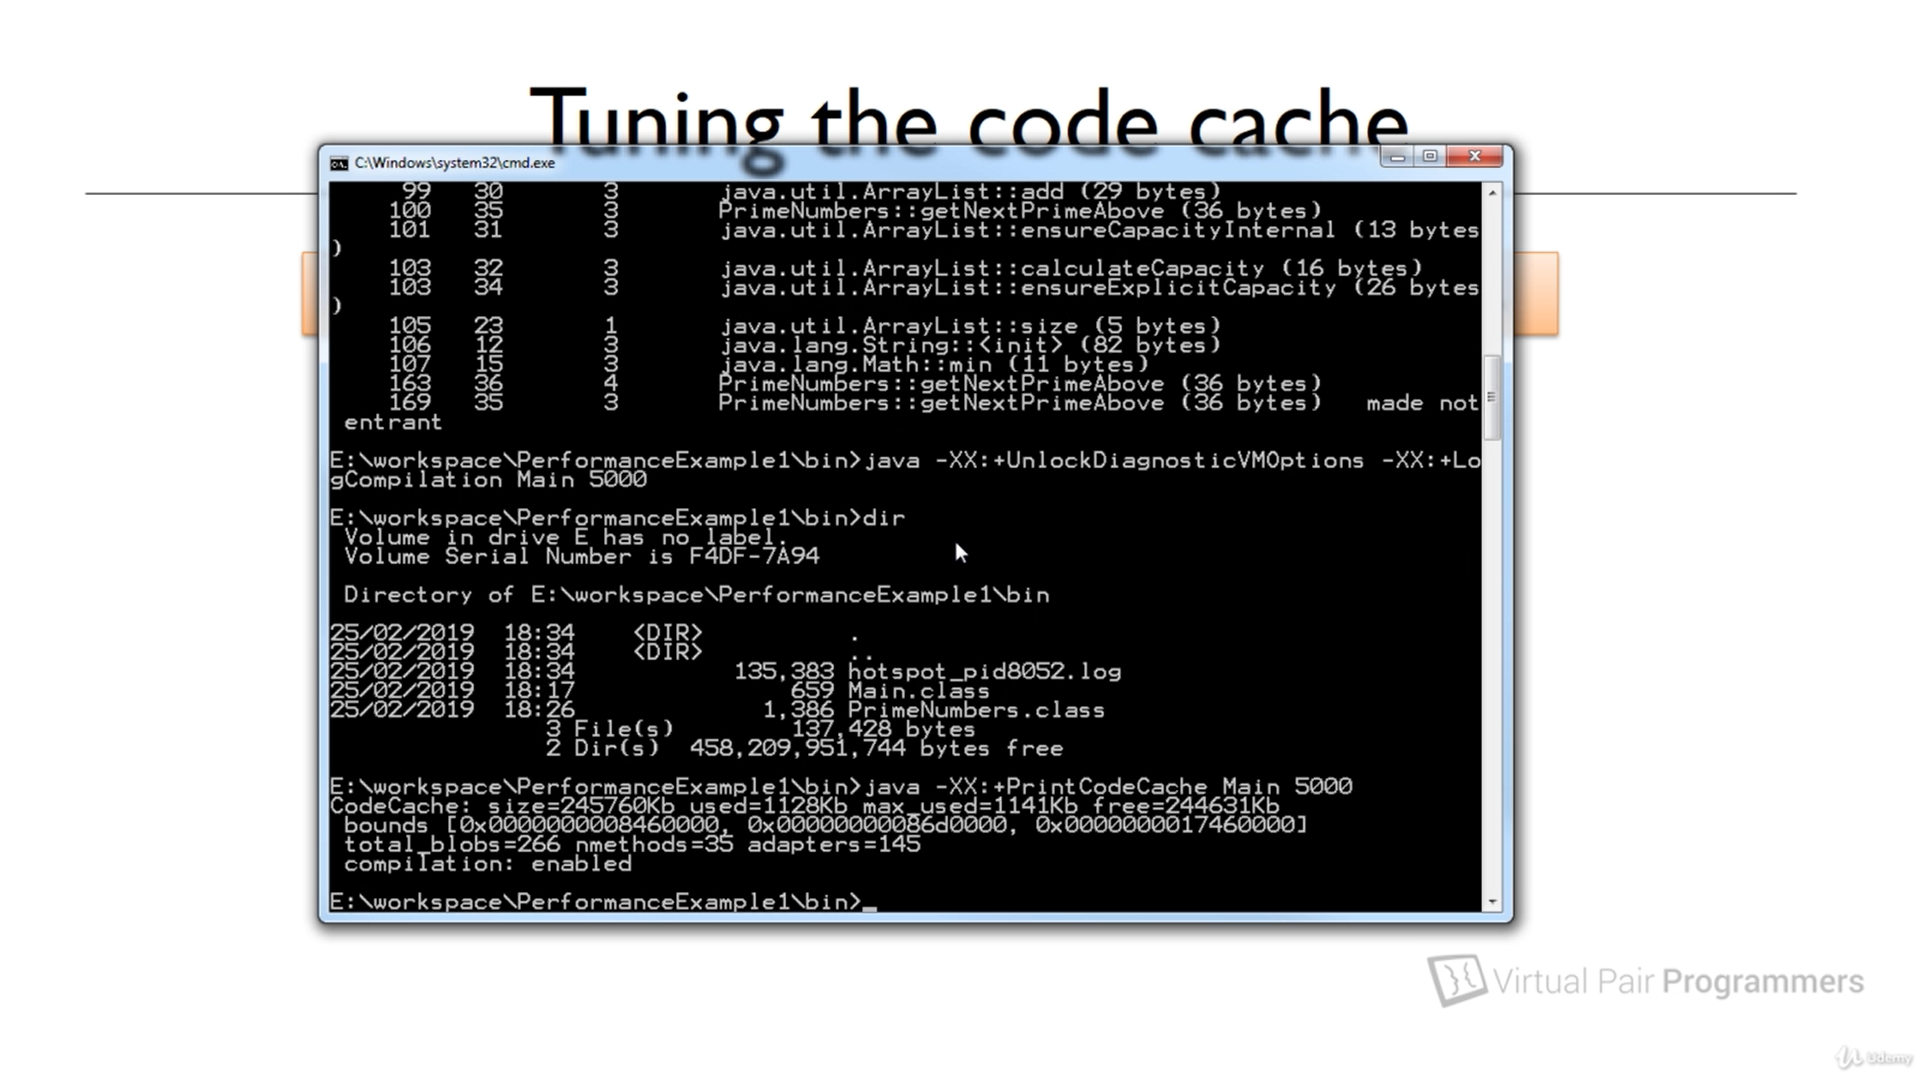 Tuning the code cache
C:\Windows\system32\cmd.exe
99 30 3 java.util.ArrayList::add (29 bytes)
100 35 3 PrimeNumbers::getNextPrimeAbove (36 bytes)
101 31 3 java.util.ArrayList::ensureCapacityInternal (13 bytes
)
103 32 3 java.util.ArrayList::calculateCapacity (16 bytes)
103 34 3 java.util.ArrayList::ensureExplicitCapacity (26 bytes
)
105 23 1 java.util.ArrayList::size (5 bytes)
106 12 3 java.lang.String::<init> (82 bytes)
107 15 3 java.lang.Math::min (11 bytes)
163 36 4 PrimeNumbers::getNextPrimeAbove (36 bytes)
169 35 3 PrimeNumbers::getNextPrimeAbove (36 bytes) made not
entrant
E:\workspace\PerformanceExample1\bin>java -XX:+UnlockDiagnosticVMOptions -XX:+Lo
gCompilation Main 5000
E:\workspace\PerformanceExample1\bin>dir
Volume in drive E has no label.
Volume Serial Number is F4DF-7A94
Directory of E:\workspace\PerformanceExample1\bin
25/02/2019 18:34 <DIR> .
25/02/2019 18:34 <DIR> ..
25/02/2019 18:34 135,383 hotspot_pid8052.log
25/02/2019 18:17 659 Main.class
25/02/2019 18:26 1,386 PrimeNumbers.class
3 File(s) 137,428 bytes
2 Dir(s) 458,209,951,744 bytes free
E:\workspace\PerformanceExample1\bin>java -XX:+PrintCodeCache Main 5000
CodeCache: size=245760Kb used=1128Kb max_used=1141Kb free=244631Kb
bounds [0x0000000008460000, 0x00000000086d0000, 0x0000000017460000]
total_blobs=266 nmethods=35 adapters=145
compilation: enabled
E:\workspace\PerformanceExample1\bin>_
Virtual Pair Programmers
Udemy